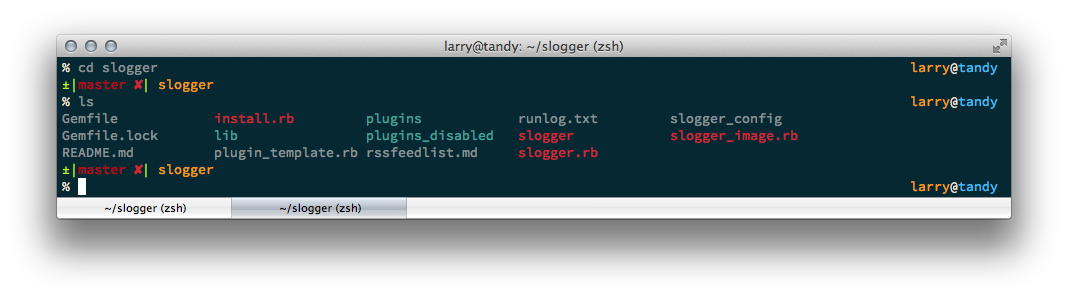 larry@tandy: ~/slogger (zsh)
% cd slogger larry@tandy
±|master ✘| slogger
% ls larry@tandy
Gemfile install.rb plugins runlog.txt slogger_config
Gemfile.lock lib plugins_disabled slogger slogger_image.rb
README.md plugin_template.rb rssfeedlist.md slogger.rb
±|master ✘| slogger
% larry@tandy
~/slogger (zsh) ~/slogger (zsh)